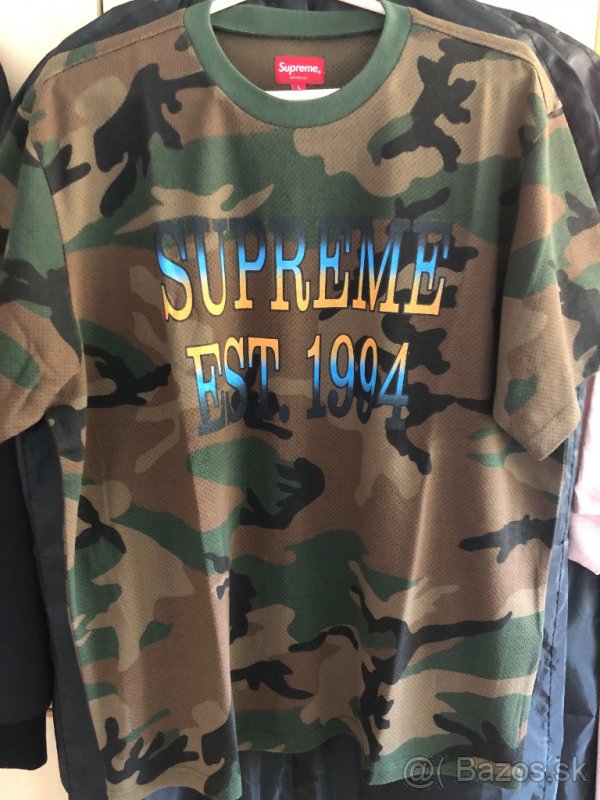 Supreme
L
SUPREME
EST. 1994
@( Bazos.sk